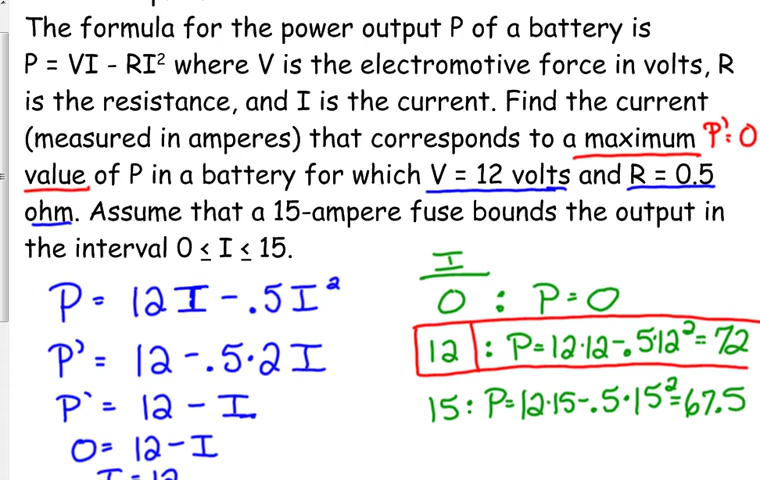 The formula for the power output P of a battery is
P = VI - RI² where V is the electromotive force in volts, R
is the resistance, and I is the current. Find the current
(measured in amperes) that corresponds to a maximum P'=0
value of P in a battery for which V = 12 volts and R = 0.5
ohm. Assume that a 15-ampere fuse bounds the output in
the interval 0 ≤ I ≤ 15.
P = 12I - .5I²
P' = 12 - .5·2I
P' = 12 - I
0 = 12 - I
I = 12
I
0 : P = 0
12 : P = 12·12 - .5·12² = 72
15 : P = 12·15 - .5·15² = 67.5